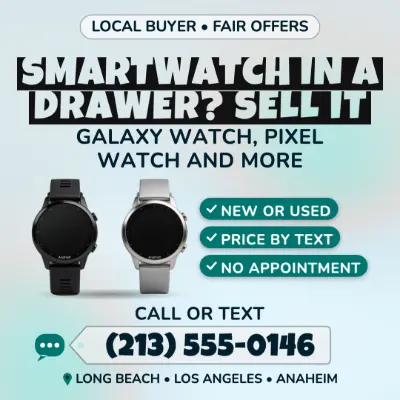 LOCAL BUYER • FAIR OFFERS
SMARTWATCH IN A
DRAWER? SELL IT
GALAXY WATCH, PIXEL
WATCH AND MORE
NEW OR USED
PRICE BY TEXT
NO APPOINTMENT
CALL OR TEXT
(213) 555-0146
LONG BEACH • LOS ANGELES • ANAHEIM